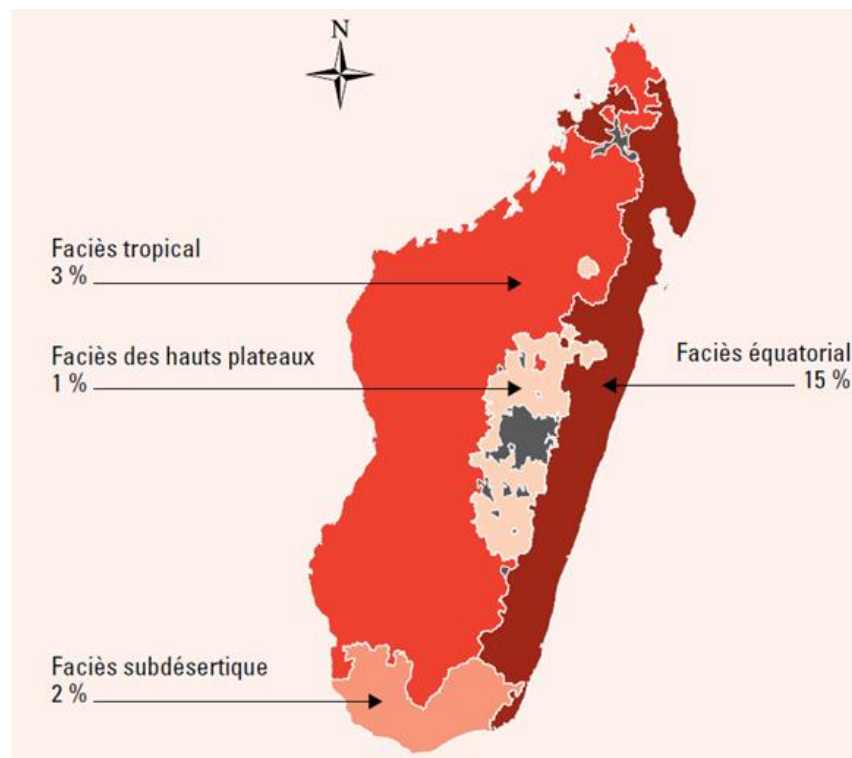 N
Faciès tropical
3 %
Faciès des hauts plateaux
1 %
Faciès équatorial
15 %
Faciès subdésertique
2 %